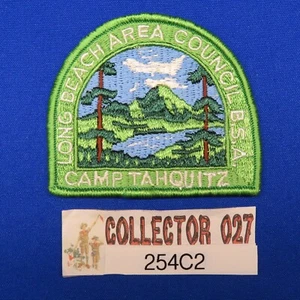 LONG BEACH AREA COUNCIL B.S.A.
CAMP TAHQUITZ
COLLECTOR 027
254C2